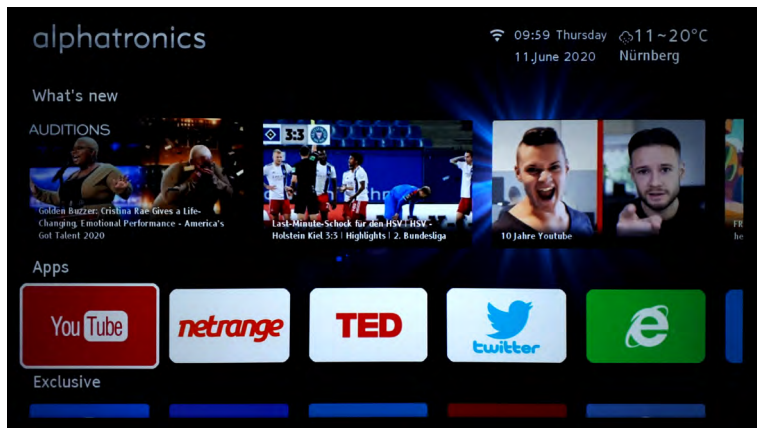 alphatronics
09:59 Thursday
11~20°C
11.June 2020
Nürnberg
What's new
AUDITIONS
Golden Buzzer: Cristina Rae Gives a Life-
Changing, Emotional Performance - America's
Got Talent 2020
3:3
Last-Minute-Schock für den HSV | HSV -
Holstein Kiel 3:3 | Highlights | 2. Bundesliga
10 Jahre Youtube
FR
he
Apps
YouTube
netrange
TED
twitter
e
Exclusive